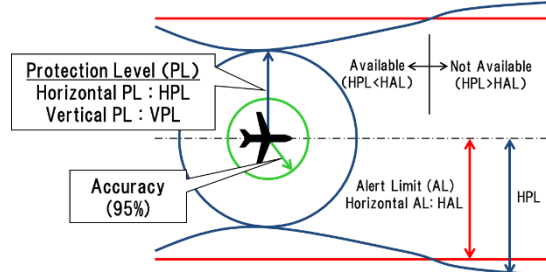 Protection Level (PL)
Horizontal PL : HPL
Vertical PL : VPL
Accuracy
(95%)
Available
(HPL<HAL)
Not Available
(HPL>HAL)
Alert Limit (AL)
Horizontal AL: HAL
HPL